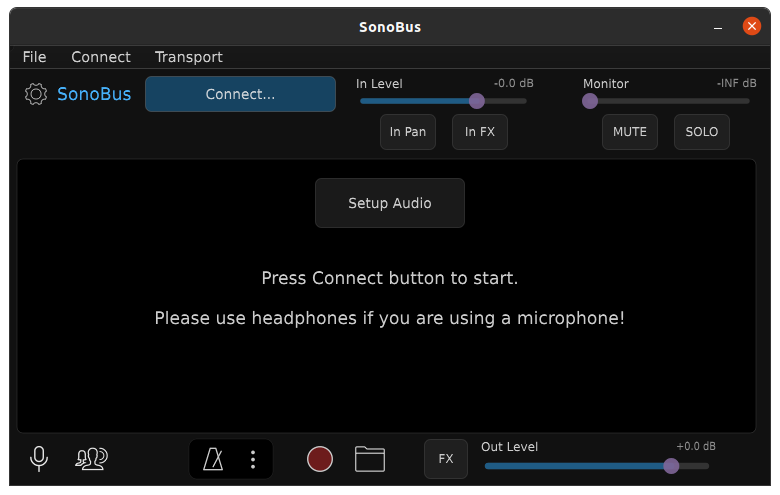 SonoBus
File Connect Transport
SonoBus
Connect...
In Level -0.0 dB
Monitor -INF dB
In Pan
In FX
MUTE
SOLO
Setup Audio
Press Connect button to start.
Please use headphones if you are using a microphone!
FX
Out Level +0.0 dB